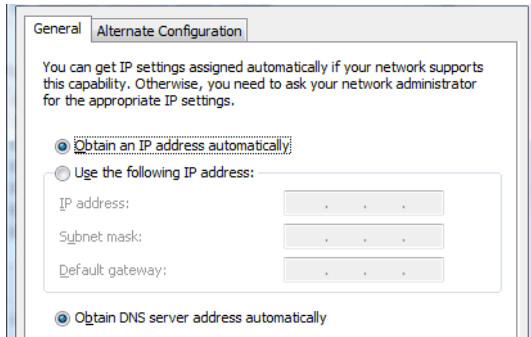 General Alternate Configuration
You can get IP settings assigned automatically if your network supports
this capability. Otherwise, you need to ask your network administrator
for the appropriate IP settings.
Obtain an IP address automatically
Use the following IP address:
IP address:
Subnet mask:
Default gateway:
Obtain DNS server address automatically